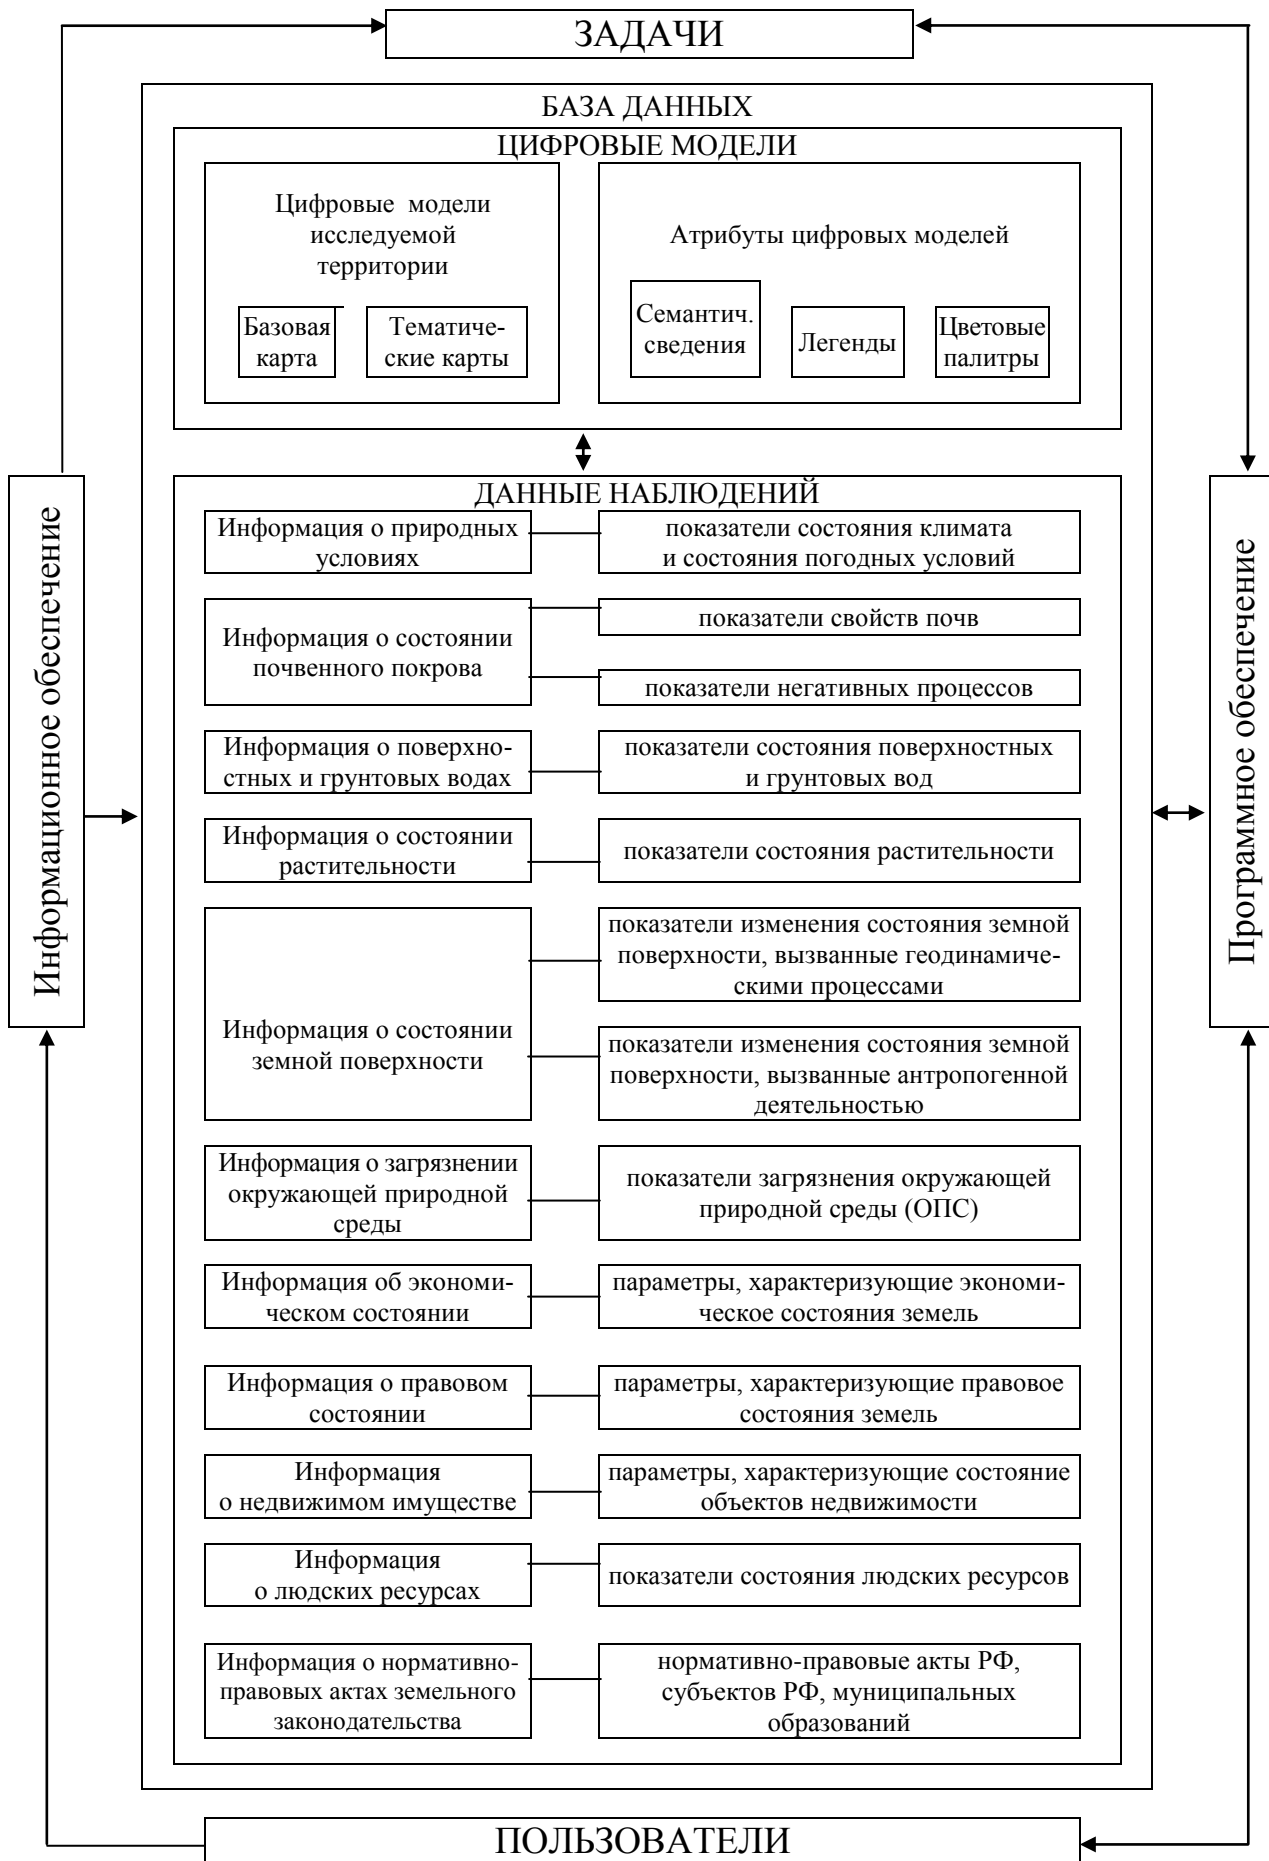 ЗАДАЧИ
БАЗА ДАННЫХ
ЦИФРОВЫЕ МОДЕЛИ
Цифровые модели
исследуемой
территории
Базовая
карта
Тематиче-
ские карты
Атрибуты цифровых моделей
Семантич.
сведения
Легенды
Цветовые
палитры
Информационное обеспечение
Программное обеспечение
ДАННЫЕ НАБЛЮДЕНИЙ
Информация о природных
условиях
показатели состояния климата
и состояния погодных условий
Информация о состоянии
почвенного покрова
показатели свойств почв
показатели негативных процессов
Информация о поверхно-
стных и грунтовых водах
показатели состояния поверхностных
и грунтовых вод
Информация о состоянии
растительности
показатели состояния растительности
Информация о состоянии
земной поверхности
показатели изменения состояния земной
поверхности, вызванные геодинамиче-
скими процессами
показатели изменения состояния земной
поверхности, вызванные антропогенной
деятельностью
Информация о загрязнении
окружающей природной
среды
показатели загрязнения окружающей
природной среды (ОПС)
Информация об экономи-
ческом состоянии
параметры, характеризующие экономи-
ческое состояния земель
Информация о правовом
состоянии
параметры, характеризующие правовое
состояния земель
Информация
о недвижимом имуществе
параметры, характеризующие состояние
объектов недвижимости
Информация
о людских ресурсах
показатели состояния людских ресурсов
Информация о нормативно-
правовых актах земельного
законодательства
нормативно-правовые акты РФ,
субъектов РФ, муниципальных
образований
ПОЛЬЗОВАТЕЛИ